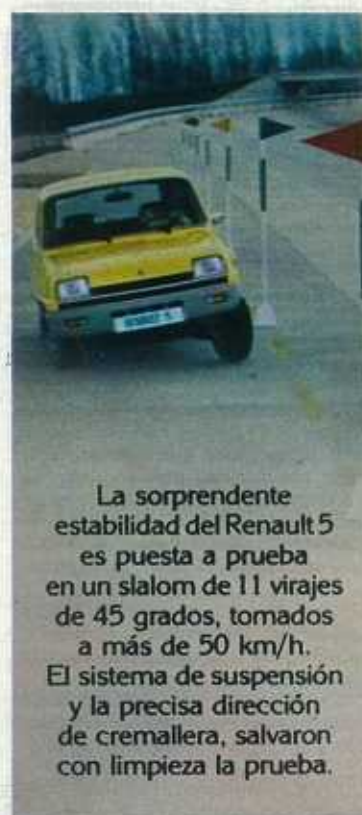 La sorprendente
estabilidad del Renault 5
es puesta a prueba
en un slalom de 11 virajes
de 45 grados, tomados
a más de 50 km/h.
El sistema de suspensión
y la precisa dirección
de cremallera, salvaron
con limpieza la prueba.